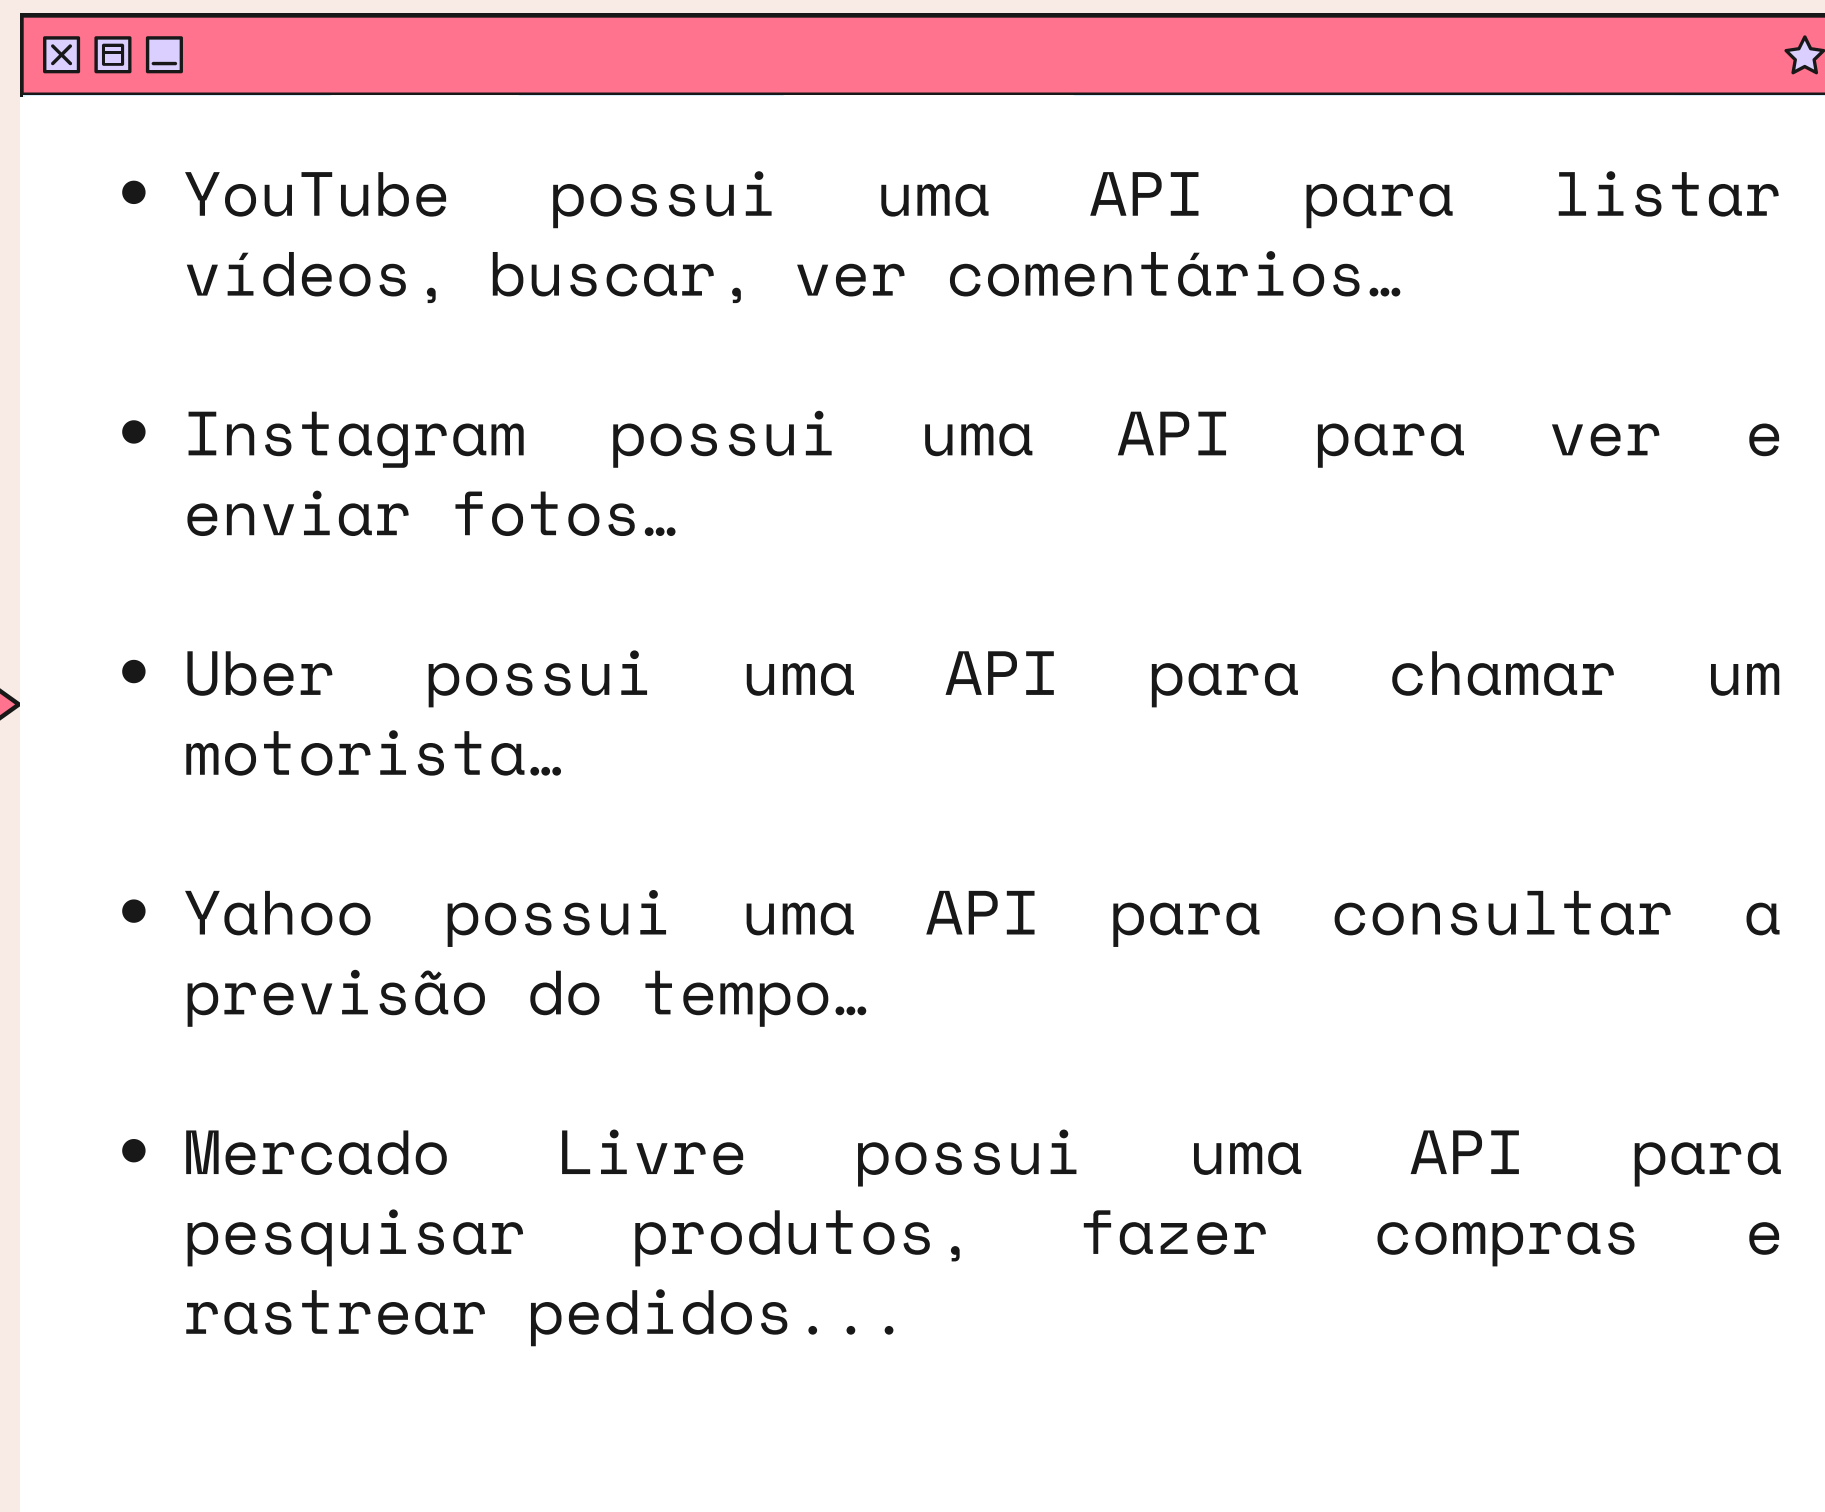 • YouTube possui uma API para listar
vídeos, buscar, ver comentários…
• Instagram possui uma API para ver e
enviar fotos…
• Uber possui uma API para chamar um
motorista…
• Yahoo possui uma API para consultar a
previsão do tempo…
• Mercado Livre possui uma API para
pesquisar produtos, fazer compras e
rastrear pedidos...